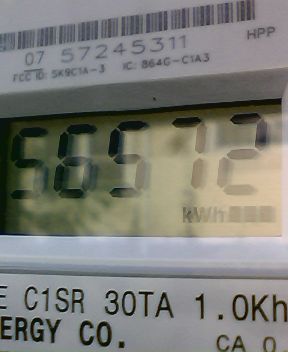 07 57245311
HPP
FCC ID: SK9C1A-3 IC: 864G-C1A3
56572
kWh
E C1SR 30TA 1.0Kh
ERGY CO.
CA 0.